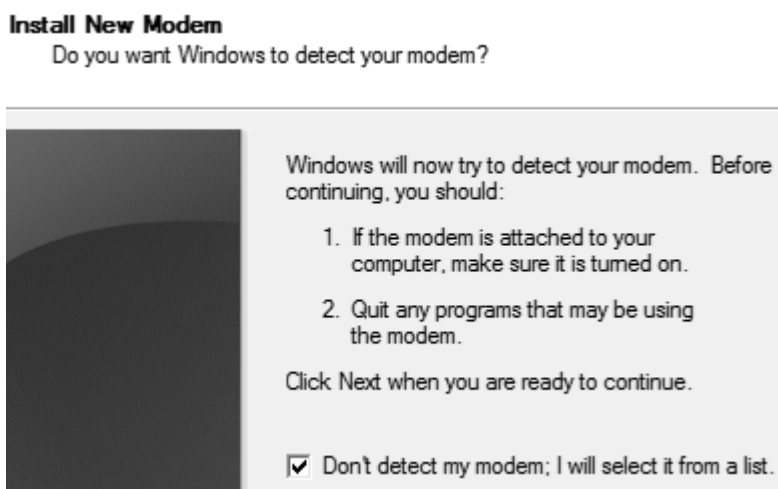 Install New Modem
Do you want Windows to detect your modem?
Windows will now try to detect your modem. Before
continuing, you should:
1. If the modem is attached to your
computer, make sure it is turned on.
2. Quit any programs that may be using
the modem.
Click Next when you are ready to continue.
Don't detect my modem; I will select it from a list.